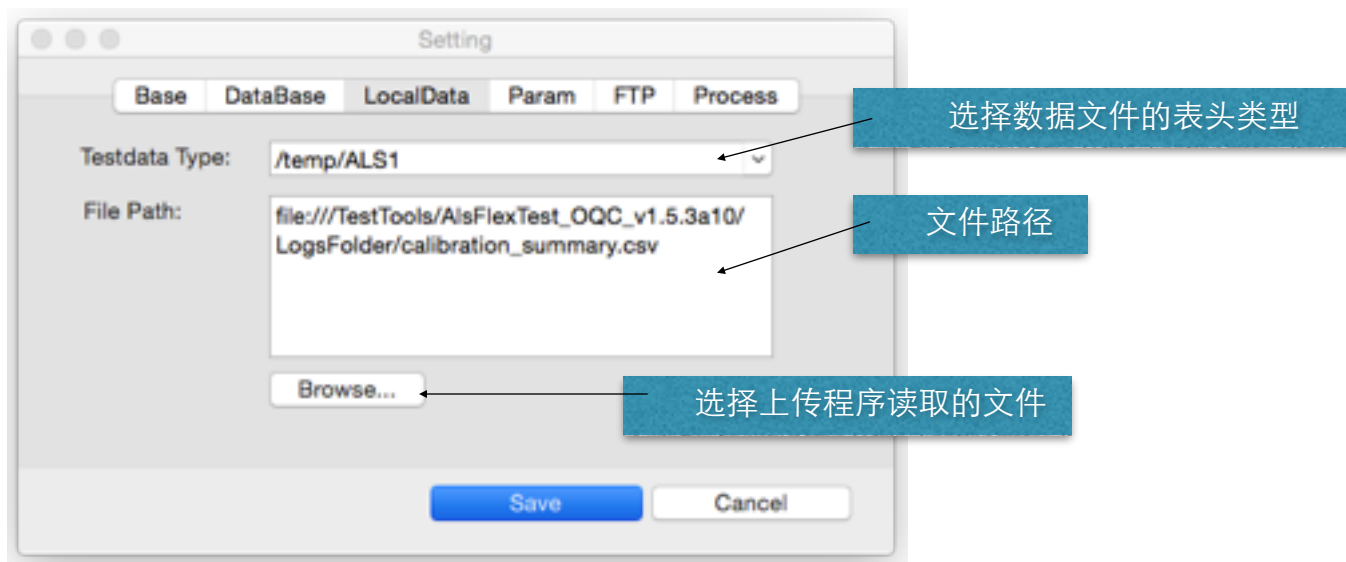 Setting
Base DataBase LocalData Param FTP Process
选择数据文件的表头类型
Testdata Type: /temp/ALS1
File Path: file:///TestTools/AlsFlexTest_OQC_v1.5.3a10/
LogsFolder/calibration_summary.csv
文件路径
Browse...
选择上传程序读取的文件
Save Cancel